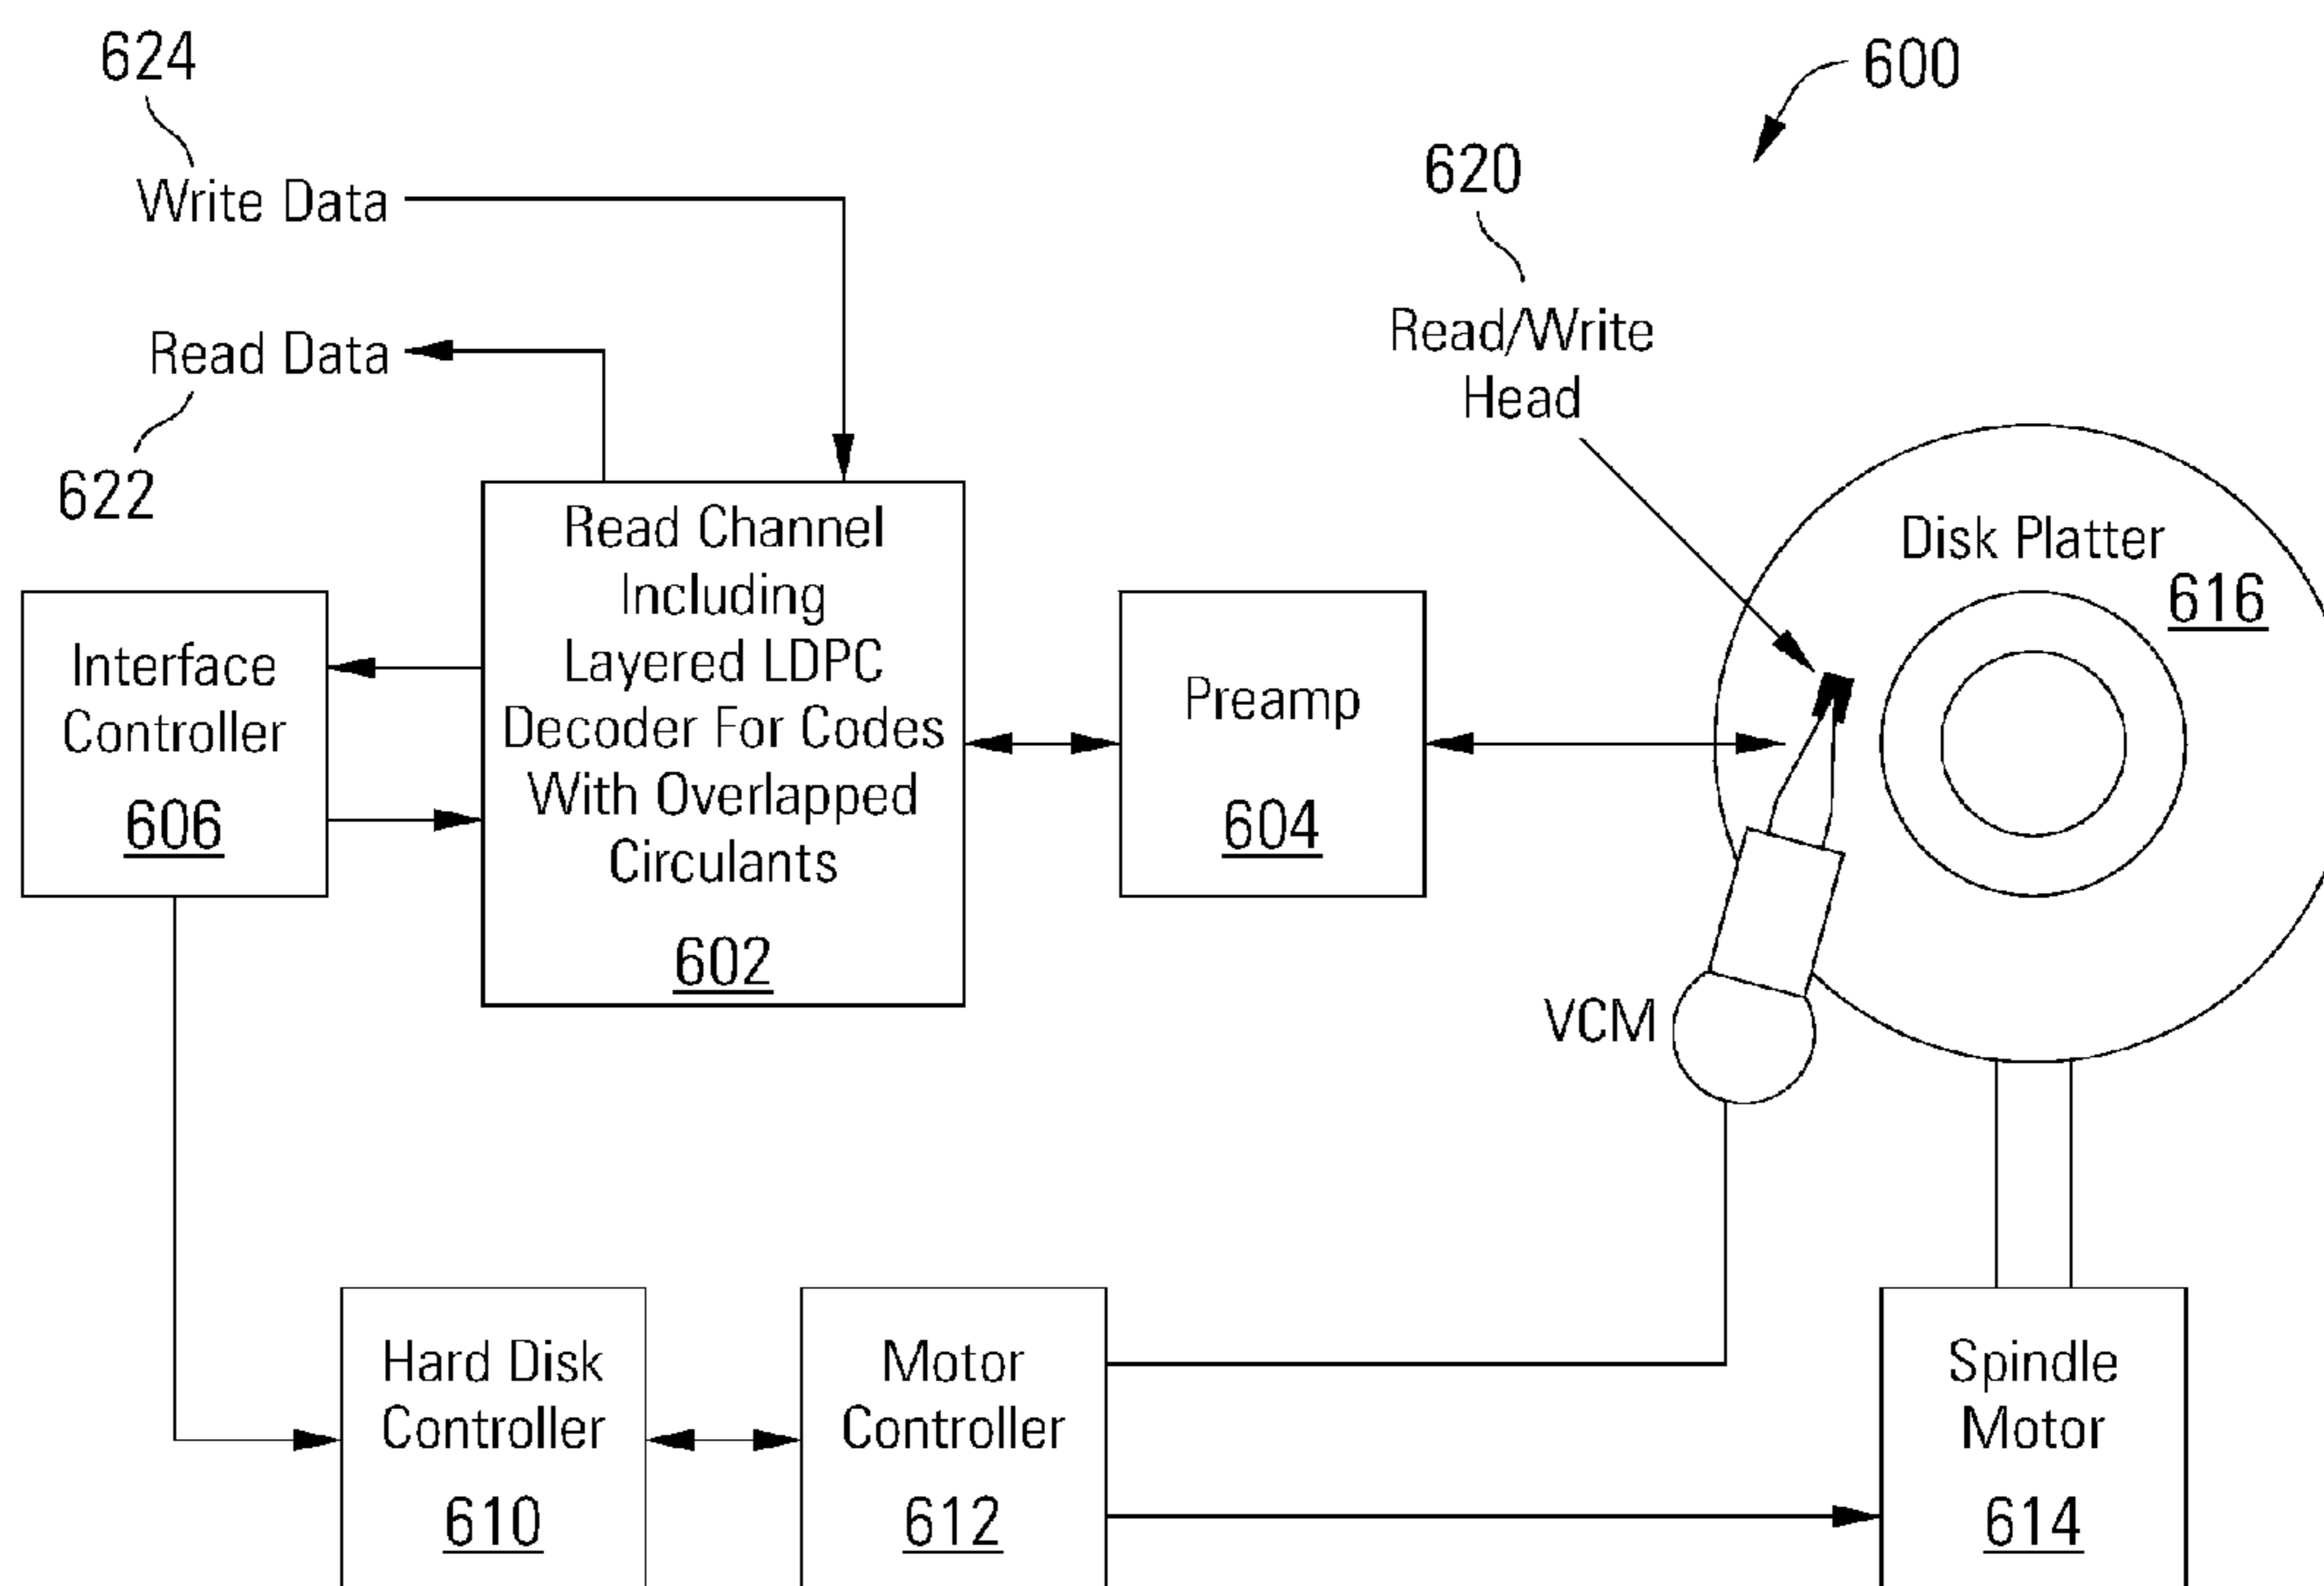 624
600
620
Write Data
Read/Write
Head
Read Data
622
Read Channel
Including
Layered LDPC
Decoder For Codes
With Overlapped
Circulants
602
Disk Platter
616
Interface
Controller
606
Preamp
604
VCM
Hard Disk
Controller
610
Motor
Controller
612
Spindle
Motor
614